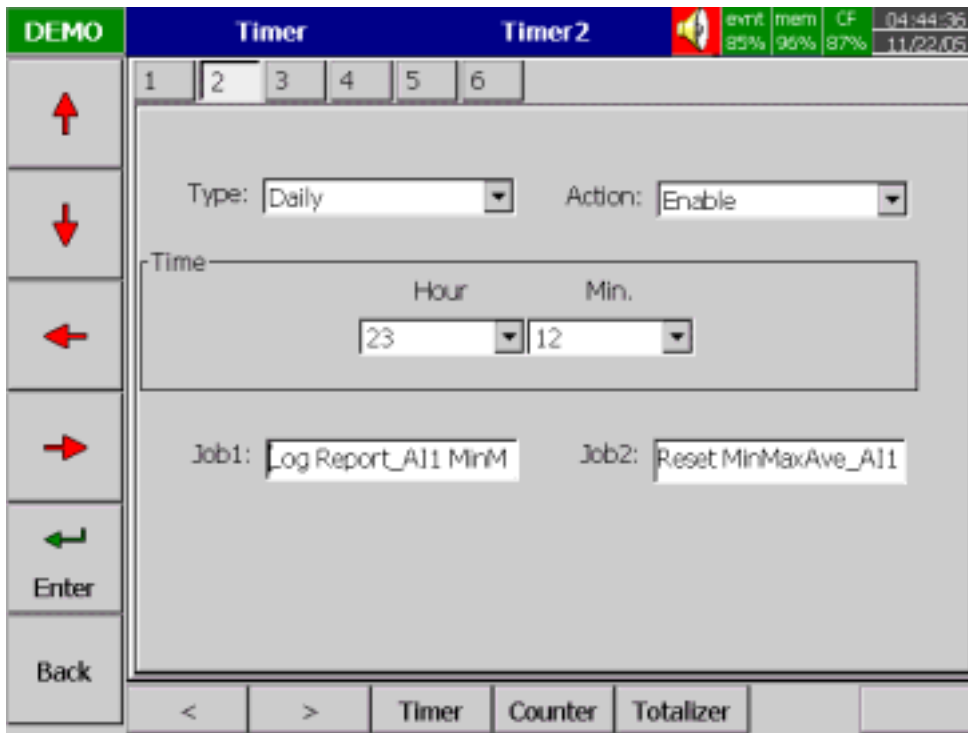 DEMO Timer Timer2 evnt mem CF 04:44:36
85% 96% 87% 11/22/05
1 2 3 4 5 6
Type: Daily Action: Enable
Time
Hour Min.
23 12
Job1: Log Report_AI1 MinM Job2: Reset MinMaxAve_AI1
Enter
Back
< > Timer Counter Totalizer